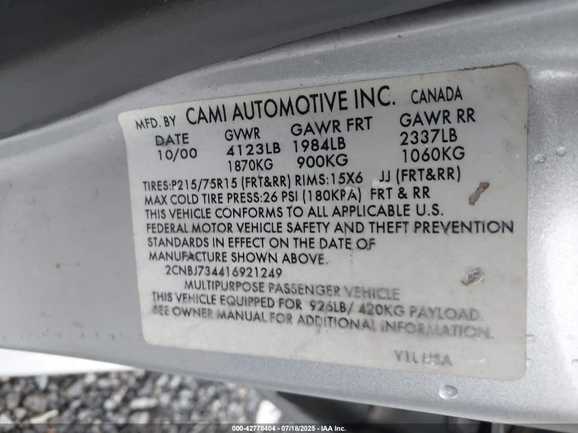 MFD. BY CAMI AUTOMOTIVE INC. CANADA
DATE GVWR GAWR FRT GAWR RR
10/00 4123LB 1984LB 2337LB
1870KG 900KG 1060KG
TIRES:P215/75R15 (FRT&RR) RIMS:15X6 JJ (FRT&RR)
MAX COLD TIRE PRESS:26 PSI (180KPA) FRT & RR
THIS VEHICLE CONFORMS TO ALL APPLICABLE U.S.
FEDERAL MOTOR VEHICLE SAFETY AND THEFT PREVENTION
STANDARDS IN EFFECT ON THE DATE OF
MANUFACTURE SHOWN ABOVE.
2CNBJ734416921249
MULTIPURPOSE PASSENGER VEHICLE
THIS VEHICLE EQUIPPED FOR 926LB/ 420KG PAYLOAD.
SEE OWNER MANUAL FOR ADDITIONAL INFORMATION.
Y1L USA
000-42778404 - 07/18/2025 - IAA Inc.